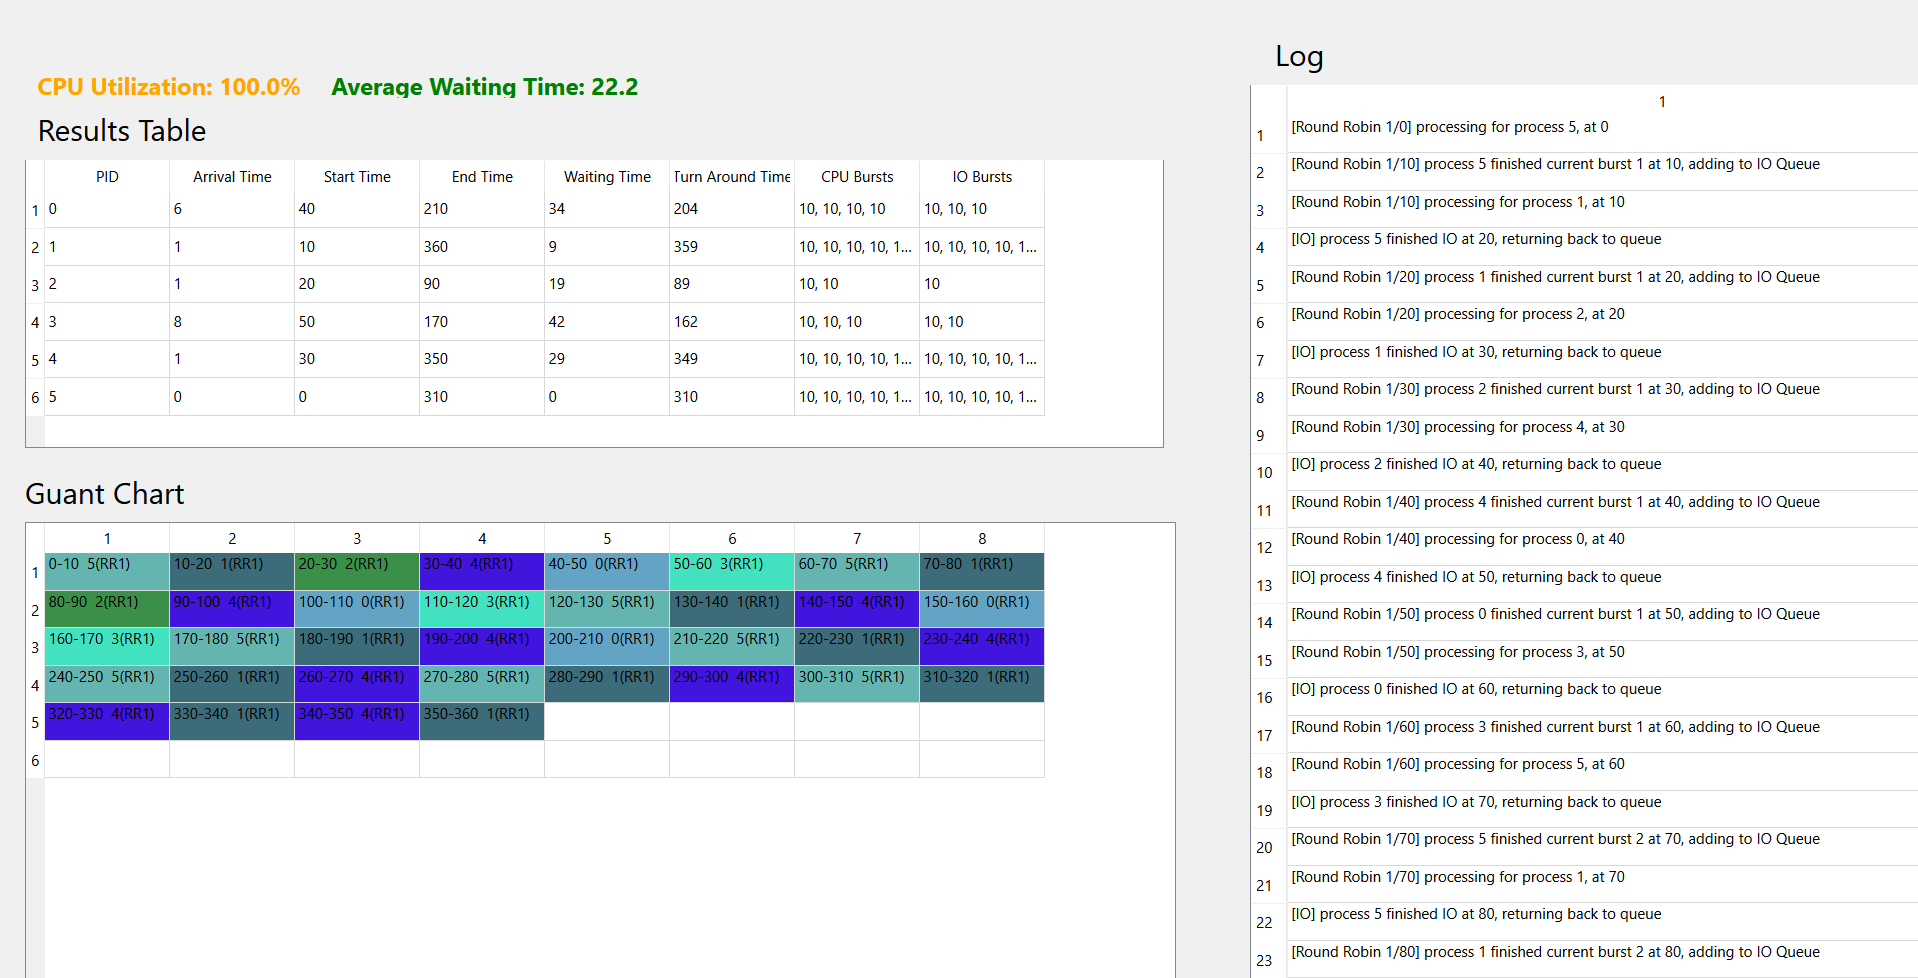 CPU Utilization: 100.0% Average Waiting Time: 22.2
Results Table
PID Arrival Time Start Time End Time Waiting Time Turn Around Time CPU Bursts IO Bursts
1 0 6 40 210 34 204 10, 10, 10, 10 10, 10, 10
2 1 1 10 360 9 359 10, 10, 10, 10, 1... 10, 10, 10, 10, 1...
3 2 1 20 90 19 89 10, 10 10
4 3 8 50 170 42 162 10, 10, 10 10, 10
5 4 1 30 350 29 349 10, 10, 10, 10, 1... 10, 10, 10, 10, 1...
6 5 0 0 310 0 310 10, 10, 10, 10, 1... 10, 10, 10, 10, 1...
Guant Chart
1 2 3 4 5 6 7 8
1 0-10 5(RR1) 10-20 1(RR1) 20-30 2(RR1) 30-40 4(RR1) 40-50 0(RR1) 50-60 3(RR1) 60-70 5(RR1) 70-80 1(RR1)
2 80-90 2(RR1) 90-100 4(RR1) 100-110 0(RR1) 110-120 3(RR1) 120-130 5(RR1) 130-140 1(RR1) 140-150 4(RR1) 150-160 0(RR1)
3 160-170 3(RR1) 170-180 5(RR1) 180-190 1(RR1) 190-200 4(RR1) 200-210 0(RR1) 210-220 5(RR1) 220-230 1(RR1) 230-240 4(RR1)
4 240-250 5(RR1) 250-260 1(RR1) 260-270 4(RR1) 270-280 5(RR1) 280-290 1(RR1) 290-300 4(RR1) 300-310 5(RR1) 310-320 1(RR1)
5 320-330 4(RR1) 330-340 1(RR1) 340-350 4(RR1) 350-360 1(RR1)
6
Log
1
1 [Round Robin 1/0] processing for process 5, at 0
2 [Round Robin 1/10] process 5 finished current burst 1 at 10, adding to IO Queue
3 [Round Robin 1/10] processing for process 1, at 10
4 [IO] process 5 finished IO at 20, returning back to queue
5 [Round Robin 1/20] process 1 finished current burst 1 at 20, adding to IO Queue
6 [Round Robin 1/20] processing for process 2, at 20
7 [IO] process 1 finished IO at 30, returning back to queue
8 [Round Robin 1/30] process 2 finished current burst 1 at 30, adding to IO Queue
9 [Round Robin 1/30] processing for process 4, at 30
10 [IO] process 2 finished IO at 40, returning back to queue
11 [Round Robin 1/40] process 4 finished current burst 1 at 40, adding to IO Queue
12 [Round Robin 1/40] processing for process 0, at 40
13 [IO] process 4 finished IO at 50, returning back to queue
14 [Round Robin 1/50] process 0 finished current burst 1 at 50, adding to IO Queue
15 [Round Robin 1/50] processing for process 3, at 50
16 [IO] process 0 finished IO at 60, returning back to queue
17 [Round Robin 1/60] process 3 finished current burst 1 at 60, adding to IO Queue
18 [Round Robin 1/60] processing for process 5, at 60
19 [IO] process 3 finished IO at 70, returning back to queue
20 [Round Robin 1/70] process 5 finished current burst 2 at 70, adding to IO Queue
21 [Round Robin 1/70] processing for process 1, at 70
22 [IO] process 5 finished IO at 80, returning back to queue
23 [Round Robin 1/80] process 1 finished current burst 2 at 80, adding to IO Queue